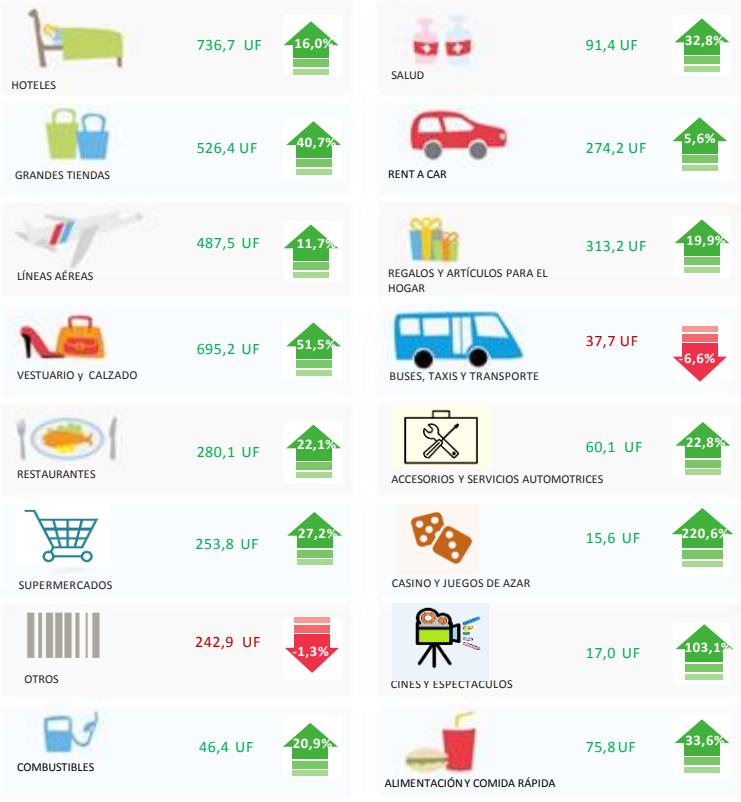 736,7 UF
16,0%
HOTELES
91,4 UF
32,8%
SALUD
526,4 UF
40,7%
GRANDES TIENDAS
274,2 UF
5,6%
RENT A CAR
487,5 UF
11,7%
LÍNEAS AÉREAS
313,2 UF
19,9%
REGALOS Y ARTÍCULOS PARA EL
HOGAR
695,2 UF
51,5%
VESTUARIO y CALZADO
37,7 UF
-6,6%
BUSES, TAXIS Y TRANSPORTE
280,1 UF
22,1%
RESTAURANTES
60,1 UF
22,8%
ACCESORIOS Y SERVICIOS AUTOMOTRICES
253,8 UF
27,2%
SUPERMERCADOS
15,6 UF
220,6%
CASINO Y JUEGOS DE AZAR
242,9 UF
-1,3%
OTROS
17,0 UF
103,1%
CINES Y ESPECTACULOS
46,4 UF
20,9%
COMBUSTIBLES
75,8 UF
33,6%
ALIMENTACIÓN Y COMIDA RÁPIDA